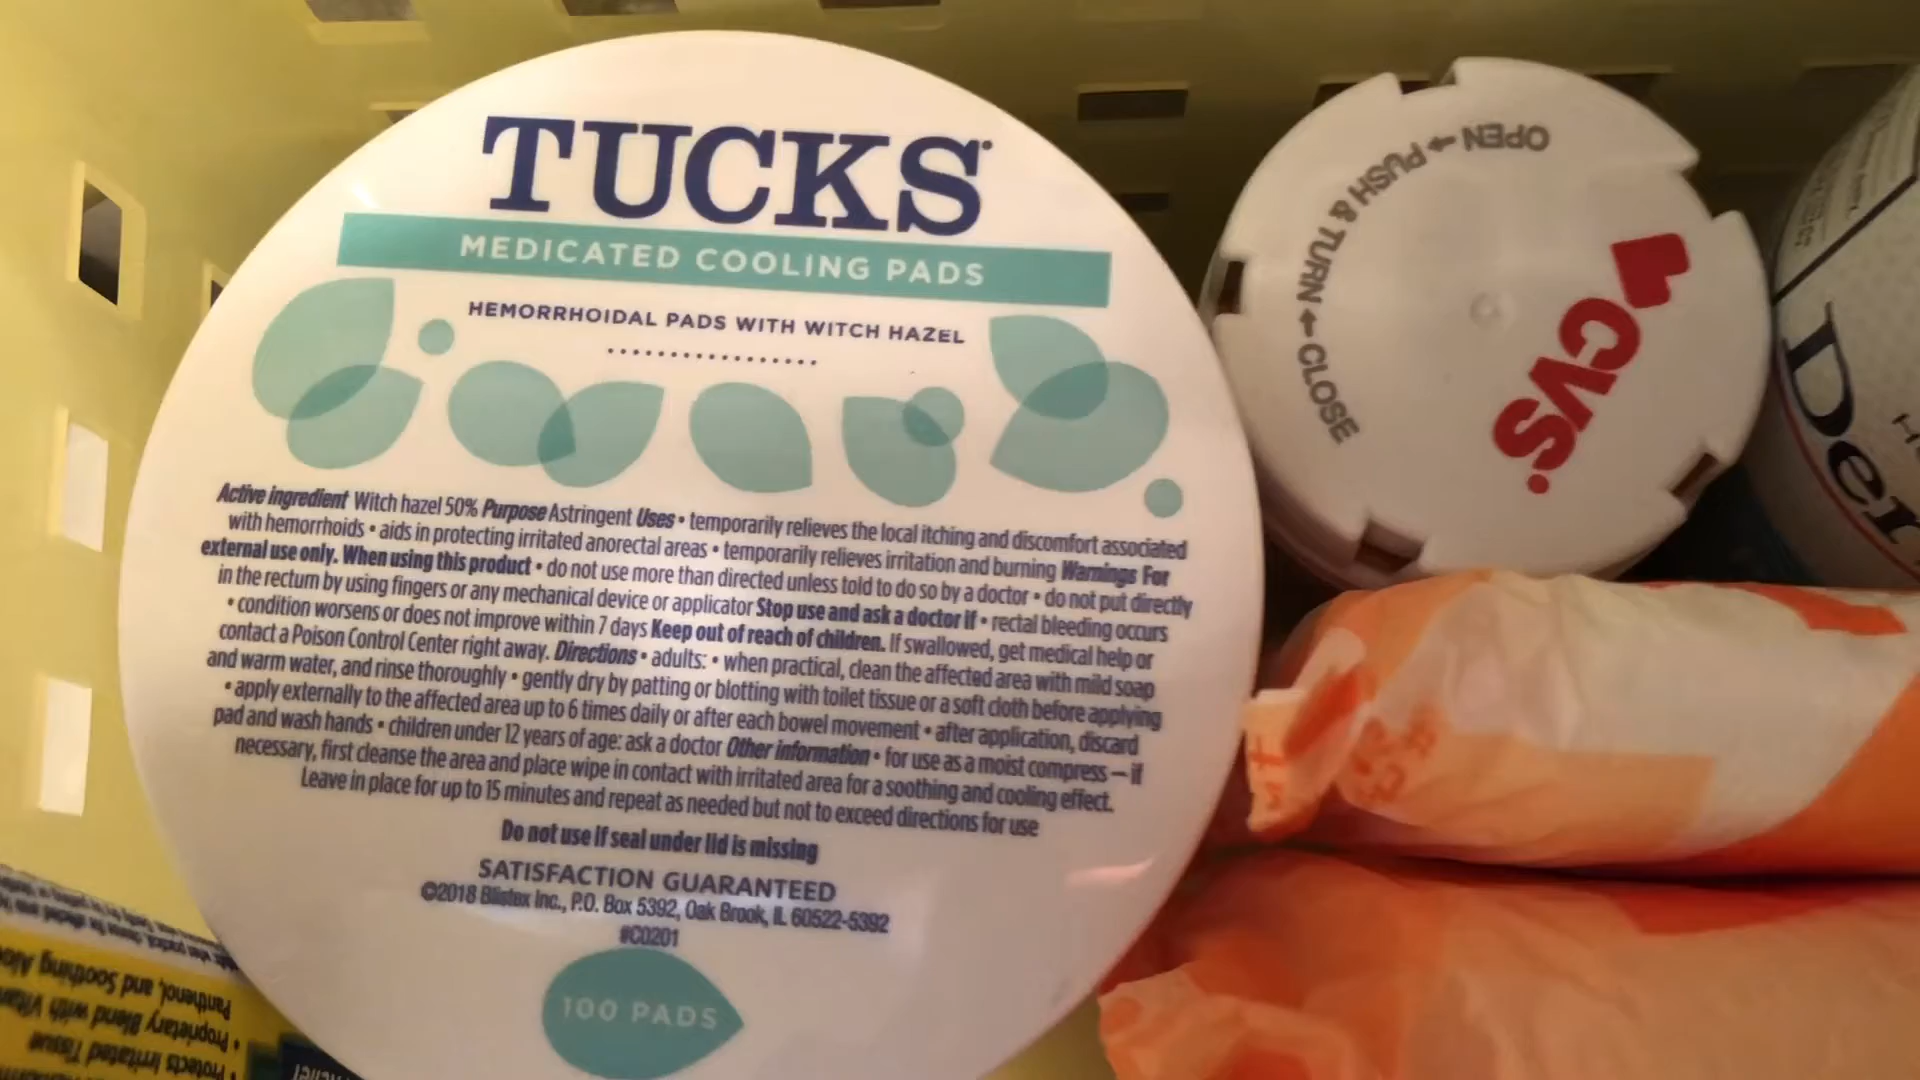 TUCKS
MEDICATED COOLING PADS
HEMORRHOIDAL PADS WITH WITCH HAZEL
Active ingredient Witch hazel 50% Purpose Astringent Uses • temporarily relieves the local itching and discomfort associated
with hemorrhoids • aids in protecting irritated anorectal areas • temporarily relieves irritation and burning Warnings For
external use only. When using this product • do not use more than directed unless told to do so by a doctor • do not put directly
in the rectum by using fingers or any mechanical device or applicator Stop use and ask a doctor if • rectal bleeding occurs
• condition worsens or does not improve within 7 days Keep out of reach of children. If swallowed, get medical help or
contact a Poison Control Center right away. Directions • adults: • when practical, clean the affected area with mild soap
and warm water, and rinse thoroughly • gently dry by patting or blotting with toilet tissue or a soft cloth before applying
• apply externally to the affected area up to 6 times daily or after each bowel movement • after application, discard
pad and wash hands • children under 12 years of age: ask a doctor Other information • for use as a moist compress – if
necessary, first cleanse the area and place wipe in contact with irritated area for a soothing and cooling effect.
Leave in place for up to 15 minutes and repeat as needed but not to exceed directions for use
Do not use if seal under lid is missing
SATISFACTION GUARANTEED
©2018 Blistex Inc., P.O. Box 5392, Oak Brook, IL 60522-5392
#C0201
100 PADS
OPEN PUSH & TURN CLOSE
CVS
Der
• Protects Irritated Tissue
• Proprietary Blend with
Panthenol, and Soothing